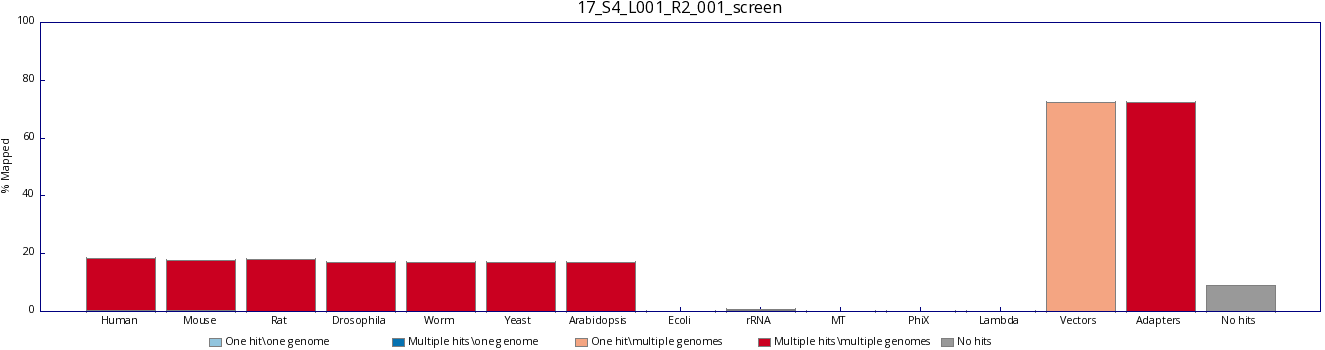 17_S4_L001_R2_001_screen
100
80
60
40
20
0
% Mapped
Human Mouse Rat Drosophila Worm Yeast Arabidopsis Ecoli rRNA MT PhiX Lambda Vectors Adapters No hits
One hit\one genome Multiple hits\one genome One hit\multiple genomes Multiple hits\multiple genomes No hits